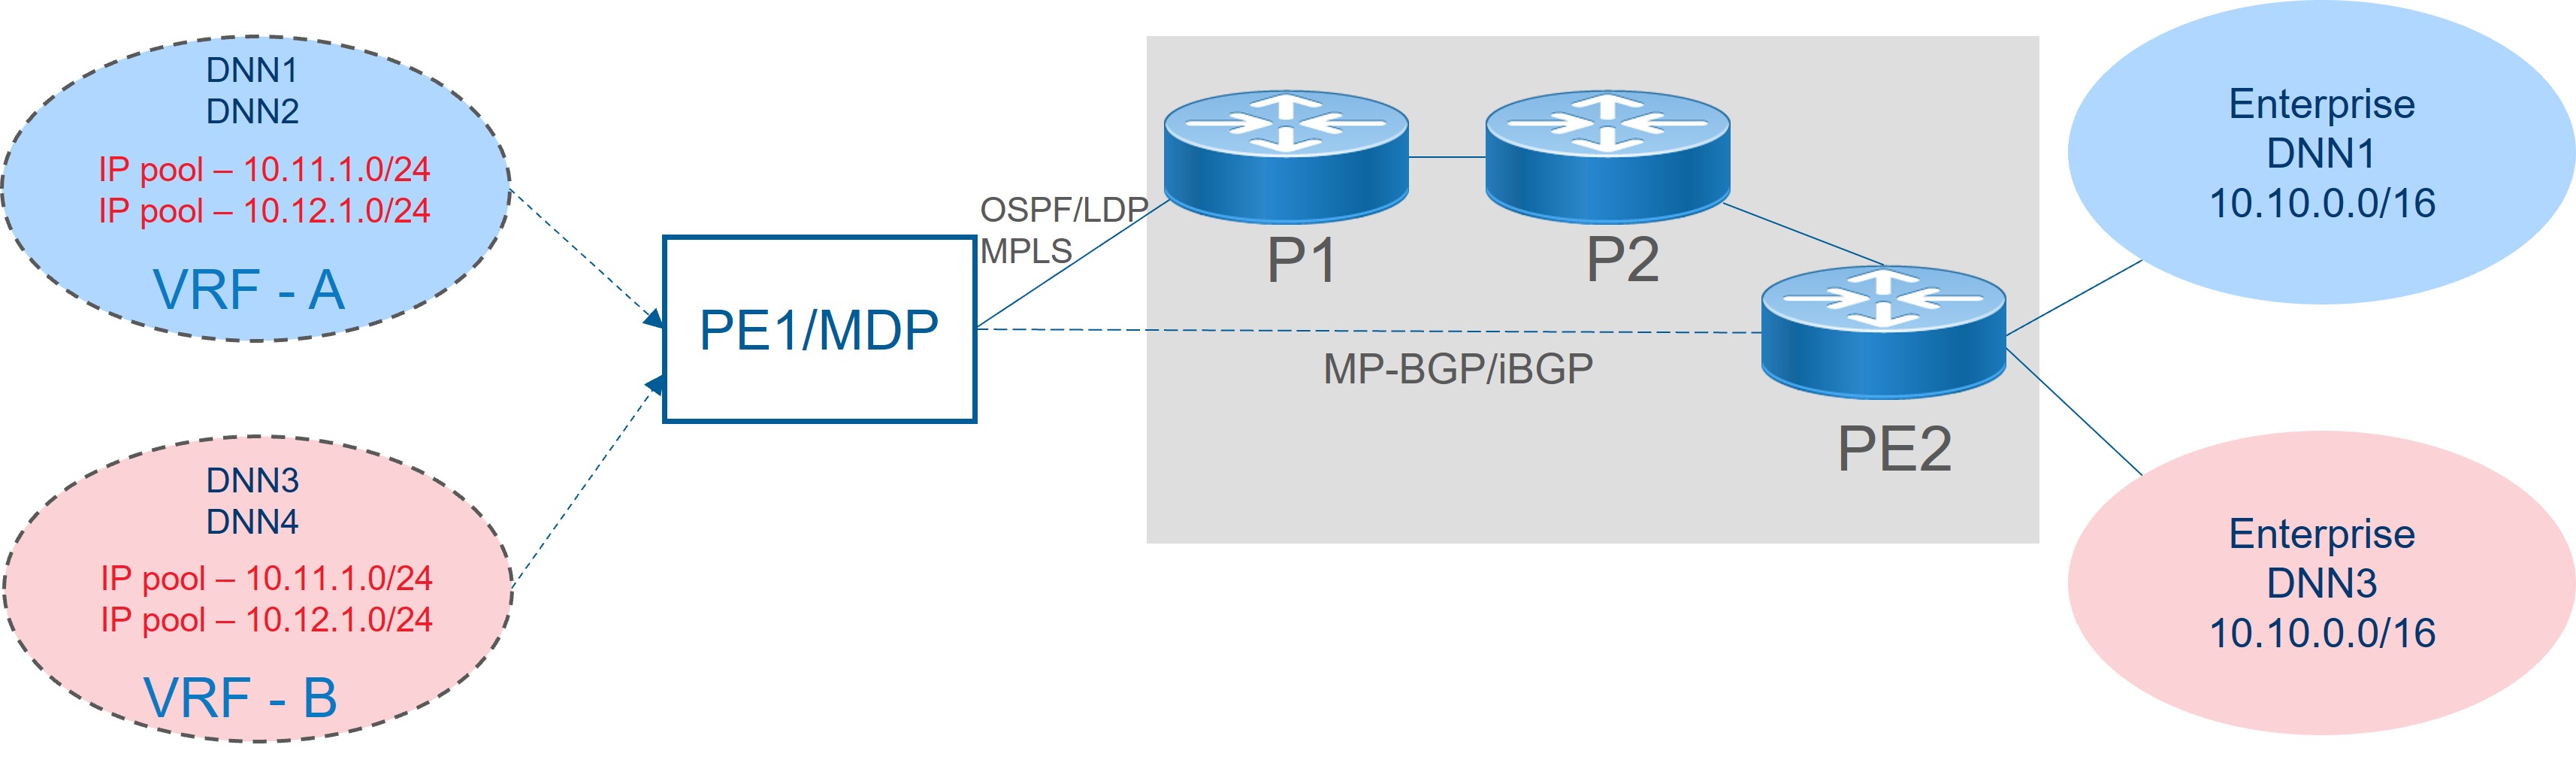 DNN1
DNN2
IP pool – 10.11.1.0/24
IP pool – 10.12.1.0/24
VRF - A
DNN3
DNN4
IP pool – 10.11.1.0/24
IP pool – 10.12.1.0/24
VRF - B
PE1/MDP
OSPF/LDP
MPLS
P1
P2
MP-BGP/iBGP
PE2
Enterprise
DNN1
10.10.0.0/16
Enterprise
DNN3
10.10.0.0/16